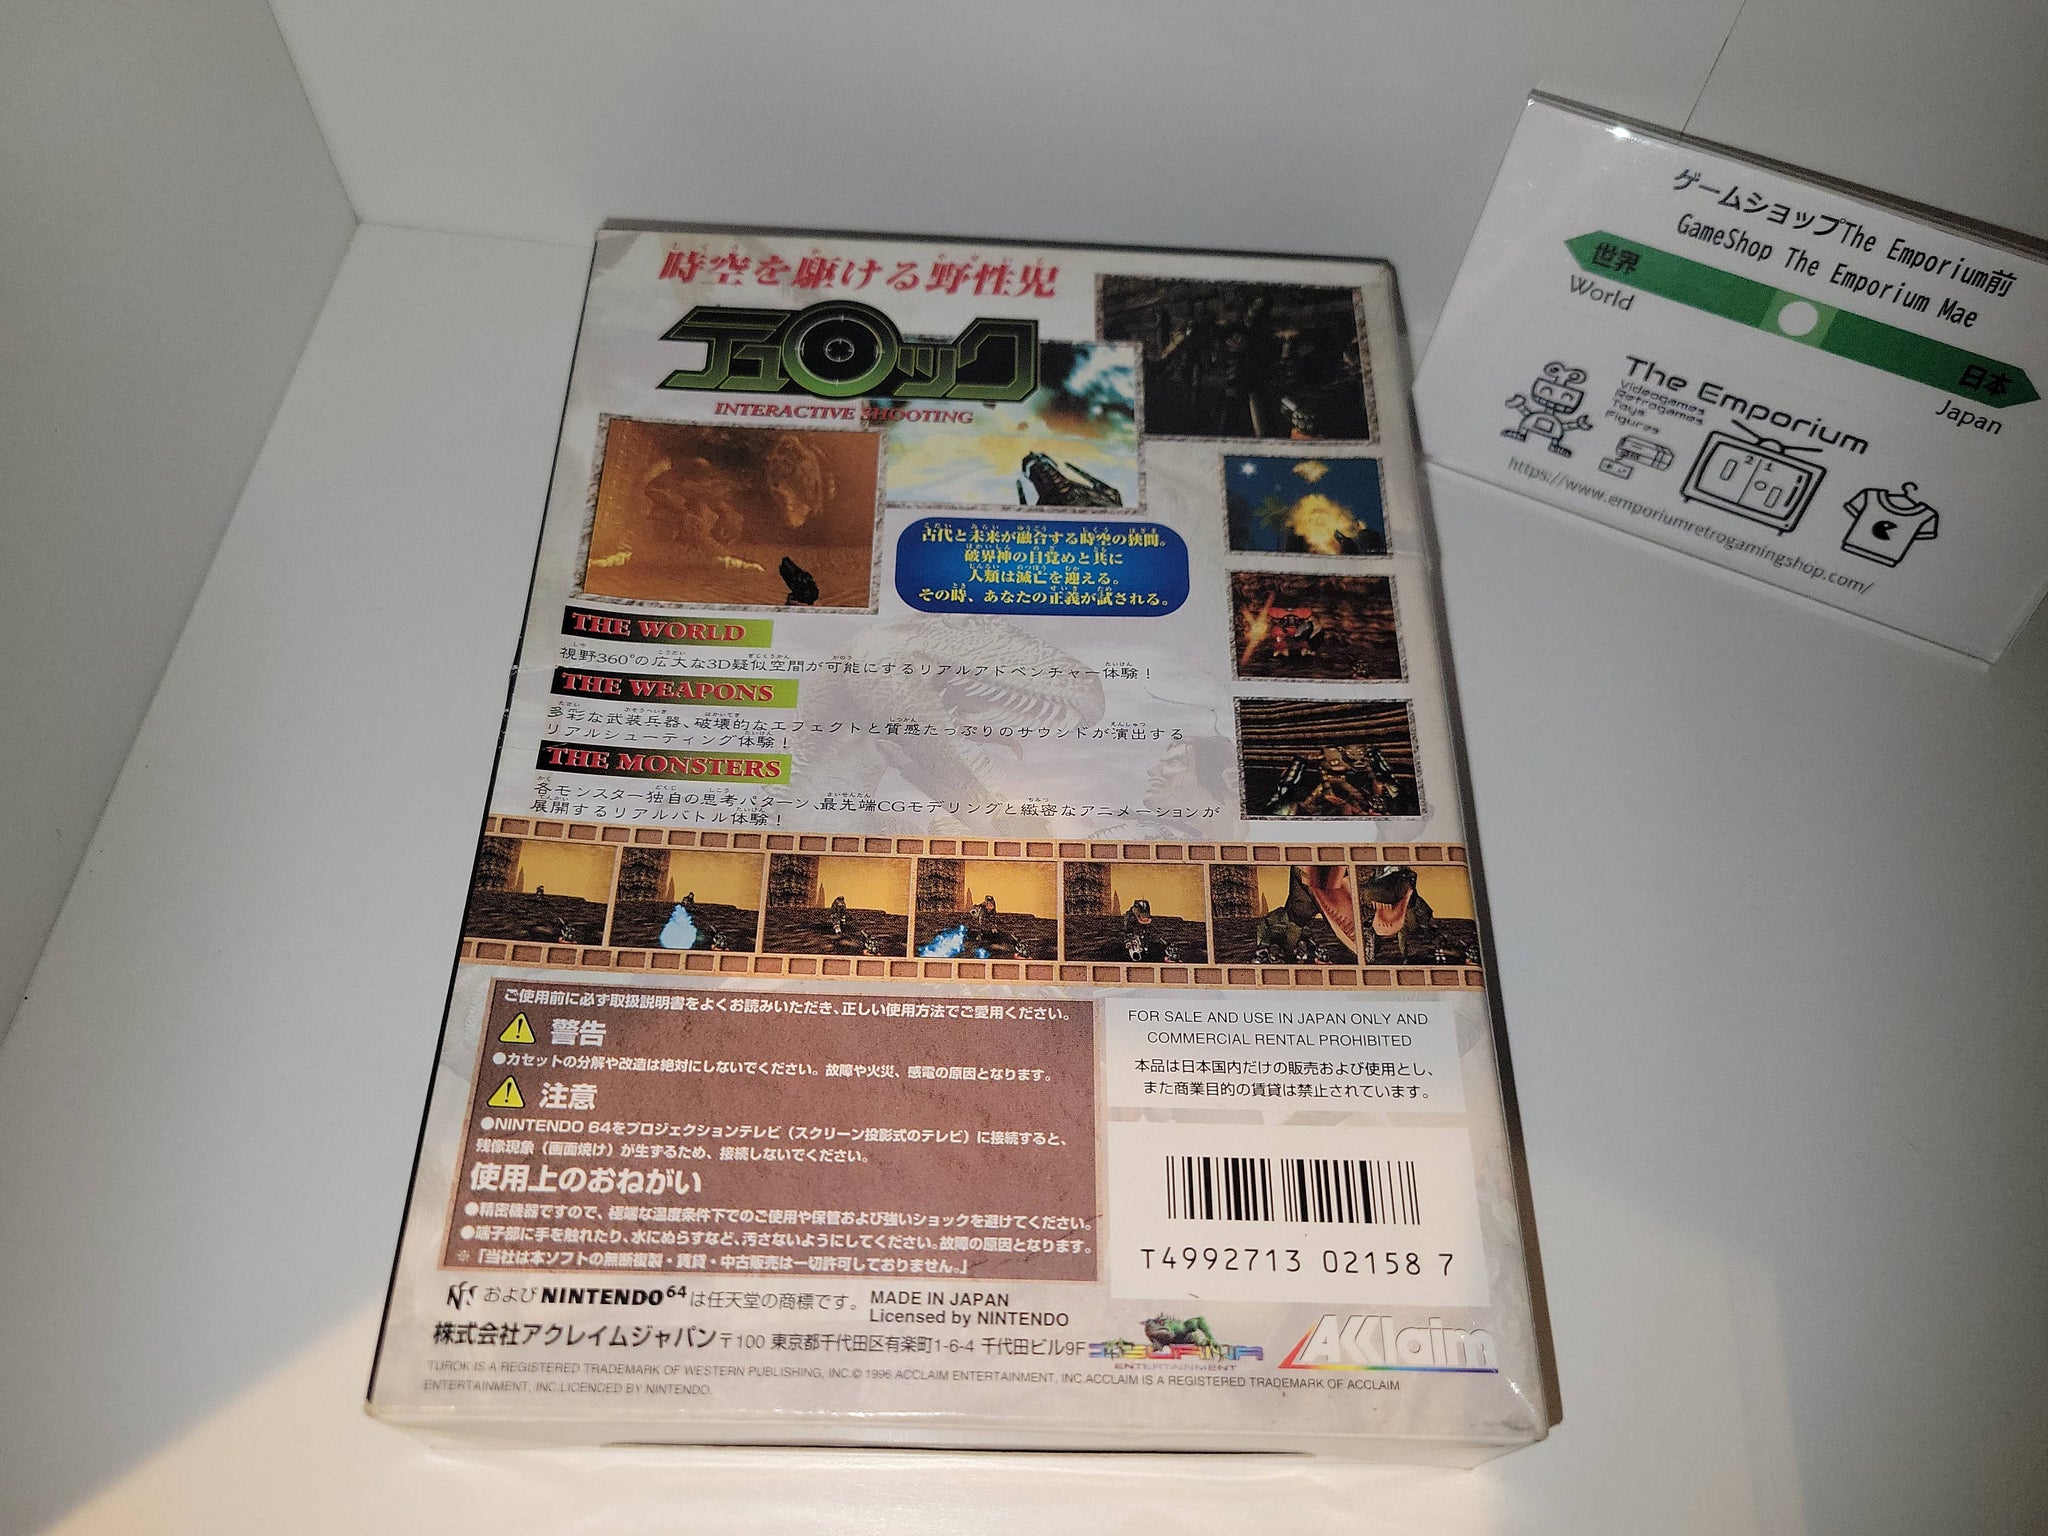 時空を駆ける野性児
テュロック
INTERACTIVE SHOOTING
古代と未来が融合する時空の狭間。
破界神の目覚めと共に
人類は滅亡を迎える。
その時、あなたの正義が試される。
THE WORLD
視野360°の広大な3D疑似空間が可能にするリアルアドベンチャー体験!
THE WEAPONS
多彩な武装兵器、破壊的なエフェクトと質感たっぷりのサウンドが演出する
リアルシューティング体験!
THE MONSTERS
各モンスター独自の思考パターン、最先端CGモデリングと緻密なアニメーションが
展開するリアルバトル体験!
ご使用前に必ず取扱説明書をよくお読みいただき、正しい使用方法でご愛用ください。
警告
●カセットの分解や改造は絶対にしないでください。故障や火災、感電の原因となります。
注意
●NINTENDO 64をプロジェクションテレビ（スクリーン投影式のテレビ）に接続すると、
残像現象（画面焼け）が生ずるため、接続しないでください。
使用上のおねがい
●精密機器ですので、極端な温度条件下でのご使用や保管および強いショックを避けてください。
●端子部に手を触れたり、水にぬらすなど、汚さないようにしてください。故障の原因となります。
※「当社は本ソフトの無断複製・賃貸・中古販売は一切許可しておりません。」
FOR SALE AND USE IN JAPAN ONLY AND
COMMERCIAL RENTAL PROHIBITED
本品は日本国内だけの販売および使用とし、
また商業目的の賃貸は禁止されています。
T4992713 02158 7
および NINTENDO64は任天堂の商標です。
MADE IN JAPAN
Licensed by NINTENDO
株式会社アクレイムジャパン 〒100 東京都千代田区有楽町1-6-4 千代田ビル9F
ENTERTAINMENT
AKKlaim
TUROK IS A REGISTERED TRADEMARK OF WESTERN PUBLISHING, INC.© 1996 ACCLAIM ENTERTAINMENT, INC.ACCLAIM IS A REGISTERED TRADEMARK OF ACCLAIM
ENTERTAINMENT, INC.LICENCED BY NINTENDO.
ゲームショップThe Emporium前
GameShop The Emporium Mae
世界
World
日本
Japan
The Emporium
Videogames
RetroGames
Toys
Figures
https://www.emporiumretrogamingshop.com/